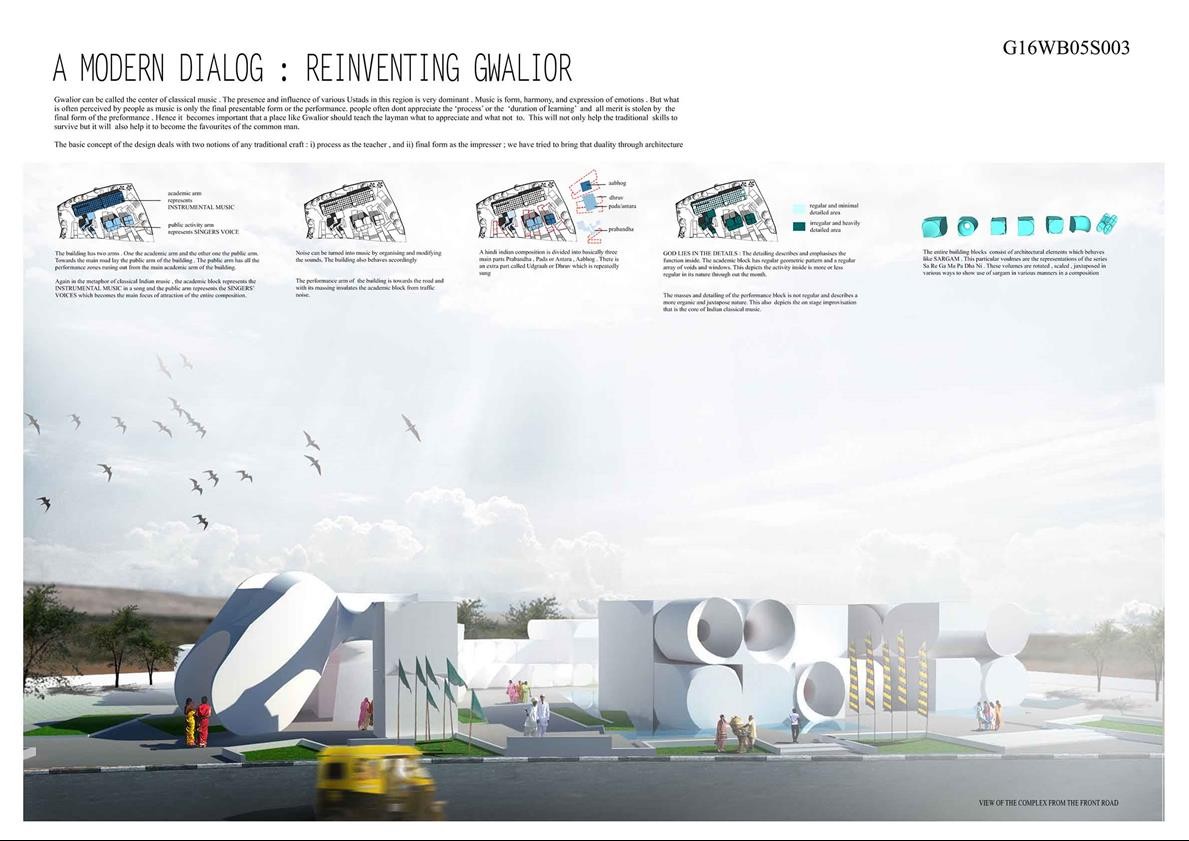 G16WB05S003
A MODERN DIALOG : REINVENTING GWALIOR
Gwalior can be called the center of classical music . The presence and influence of various Ustads in this region is very dominant . Music is form, harmony, and expression of emotions . But what
is often perceived by people as music is only the final presentable form or the performance. people often dont appreciate the ‘process’ or the ‘duration of learning’ and all merit is stolen by the
final form of the preformance . Hence it becomes important that a place like Gwalior should teach the layman what to appreciate and what not to. This will not only help the traditional skills to
survive but it will also help it to become the favourites of the common man.
The basic concept of the design deals with two notions of any traditional craft : i) process as the teacher , and ii) final form as the impresser ; we have tried to bring that duality through architecture
academic arm
represents
INSTRUMENTAL MUSIC
public activity arm
represents SINGERS VOICE
The building has two arms . One the academic arm and the other one the public arm.
Towards the main road lay the public arm of the building . The public arm has all the
performance zones runing out from the main academic arm of the building.
Again in the metaphor of classical Indian music , the academic block represents the
INSTRUMENTAL MUSIC in a song and the public arm represents the SINGERS'
VOICES which becomes the main focus of attraction of the entire composition.
Noise can be turned into music by organising and modifying
the sounds. The building also behaves accordingly
The performance arm of the building is towards the road and
with its massing insulates the academic block from traffic
noise.
aabhog
dhruv
pada/antara
prabandha
A hindi indian composition is divided into basically three
main parts Prabandha , Pada or Antara , Aabhog . There is
an extra part called Udgraah or Dhruv which is repeatedly
sung
regular and minimal
detailed area
irregular and heavily
detailed area
GOD LIES IN THE DETAILS : The detailing describes and emphasises the
function inside. The academic block has regular geometric pattern and a regular
array of voids and windows. This depicts the activity inside is more or less
regular in its nature through out the month.
The masses and detailing of the performance block is not regular and describes a
more organic and juxtapose nature. This also depicts the on stage improvisation
that is the core of Indian classical music.
The entire building blocks consist of architectural elements which behaves
like SARGAM . This particular voulmes are the representations of the series
Sa Re Ga Ma Pa Dha Ni . These volumes are rotated , scaled , juxtaposed in
various ways to show use of sargam in various manners in a composition
VIEW OF THE COMPLEX FROM THE FRONT ROAD